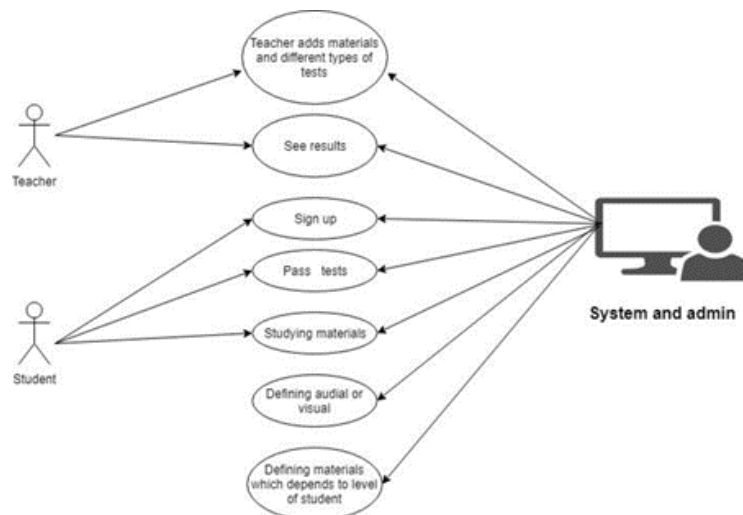 Teacher adds materials
and different types of
tests
Teacher
See results
Sign up
Pass tests
Studying materials
Student
System and admin
Defining audial or
visual
Defining materials
which depends to level
of student